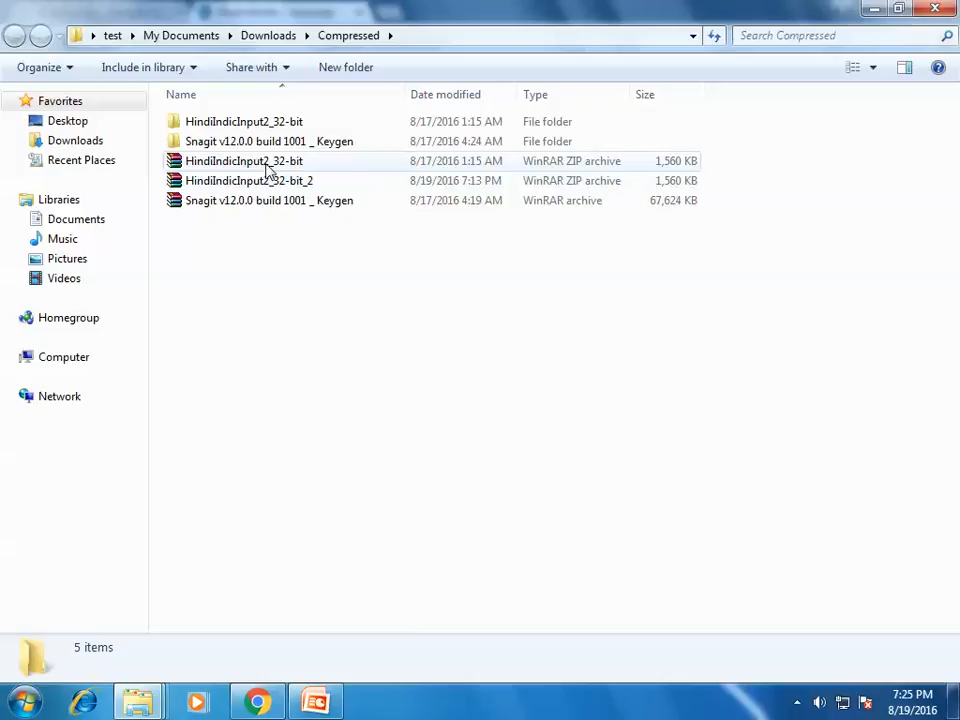 test ▸ My Documents ▸ Downloads ▸ Compressed ▸ Search Compressed
Organize Include in library Share with New folder
Name Date modified Type Size
Favorites
Desktop
Downloads
Recent Places
Libraries
Documents
Music
Pictures
Videos
Homegroup
Computer
Network
HindiIndicInput2_32-bit 8/17/2016 1:15 AM File folder
Snagit v12.0.0 build 1001 _ Keygen 8/17/2016 4:24 AM File folder
HindiIndicInput2_32-bit 8/17/2016 1:15 AM WinRAR ZIP archive 1,560 KB
HindiIndicInput2_32-bit_2 8/19/2016 7:13 PM WinRAR ZIP archive 1,560 KB
Snagit v12.0.0 build 1001 _ Keygen 8/17/2016 4:19 AM WinRAR archive 67,624 KB
5 items
7:25 PM
8/19/2016